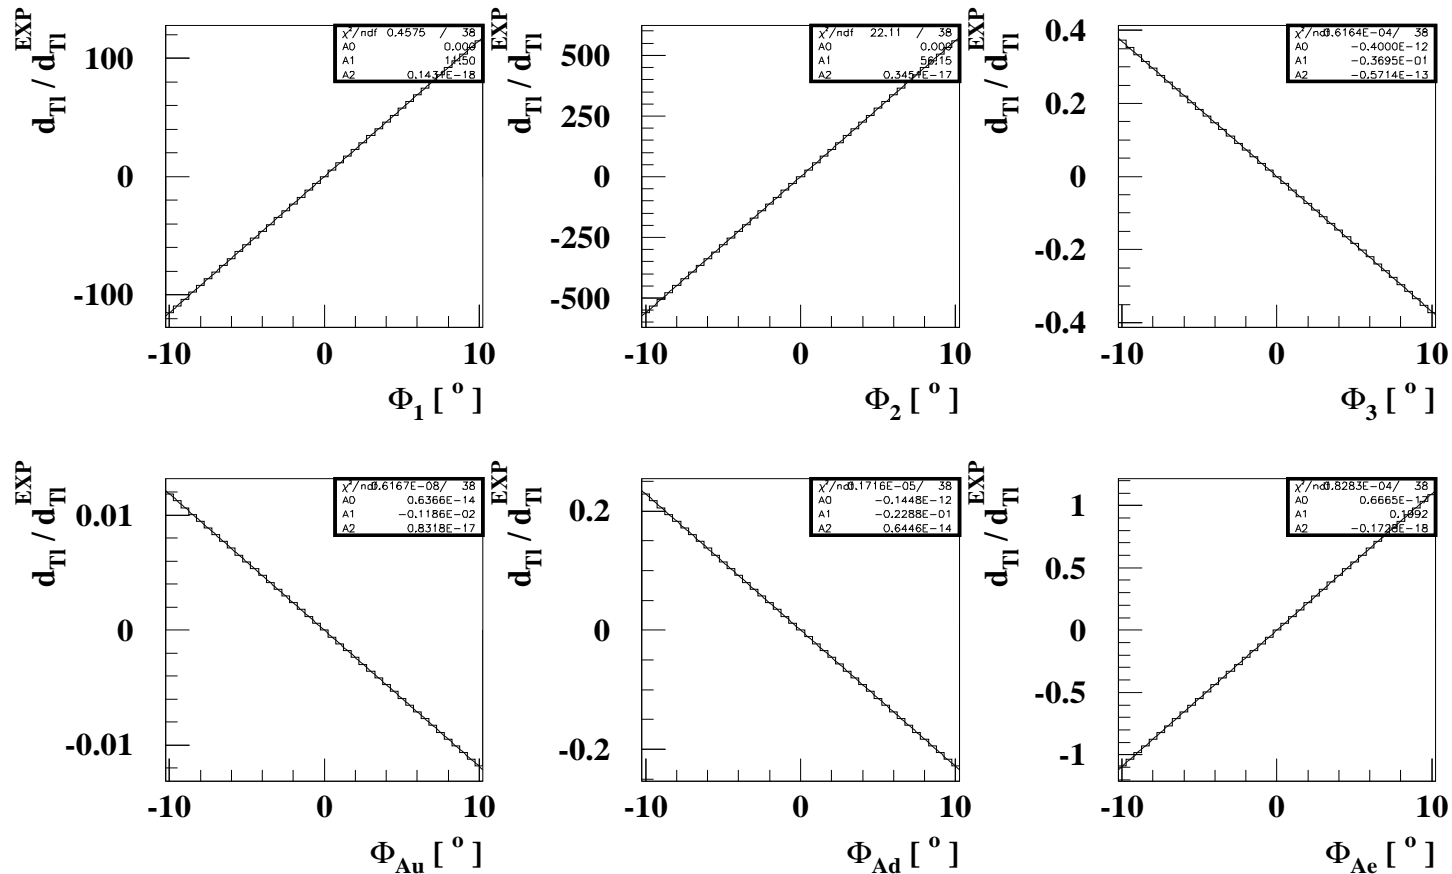 d_Tl / d_Tl^EXP
100
0
-100
-10 0 10
Φ_1 [ ° ]
χ²/ndf 0.4575 / 38
A0 0.000
A1 11.50
A2 0.1431E-18
d_Tl / d_Tl^EXP
500
250
0
-250
-500
-10 0 10
Φ_2 [ ° ]
χ²/ndf 22.11 / 38
A0 0.000
A1 56.15
A2 0.3451E-17
d_Tl / d_Tl^EXP
0.4
0.2
0
-0.2
-0.4
-10 0 10
Φ_3 [ ° ]
χ²/ndf 0.6164E-04 / 38
A0 -0.4000E-12
A1 -0.3695E-01
A2 -0.5714E-13
d_Tl / d_Tl^EXP
0.01
0
-0.01
-10 0 10
Φ_Au [ ° ]
χ²/ndf 0.6167E-08 / 38
A0 0.6366E-14
A1 -0.1186E-02
A2 0.8318E-17
d_Tl / d_Tl^EXP
0.2
0
-0.2
-10 0 10
Φ_Ad [ ° ]
χ²/ndf 0.1716E-05 / 38
A0 -0.1448E-12
A1 -0.2288E-01
A2 0.6446E-14
d_Tl / d_Tl^EXP
1
0.5
0
-0.5
-1
-10 0 10
Φ_Ae [ ° ]
χ²/ndf 0.8283E-04 / 38
A0
A1 0.1092
A2 -0.1728E-18